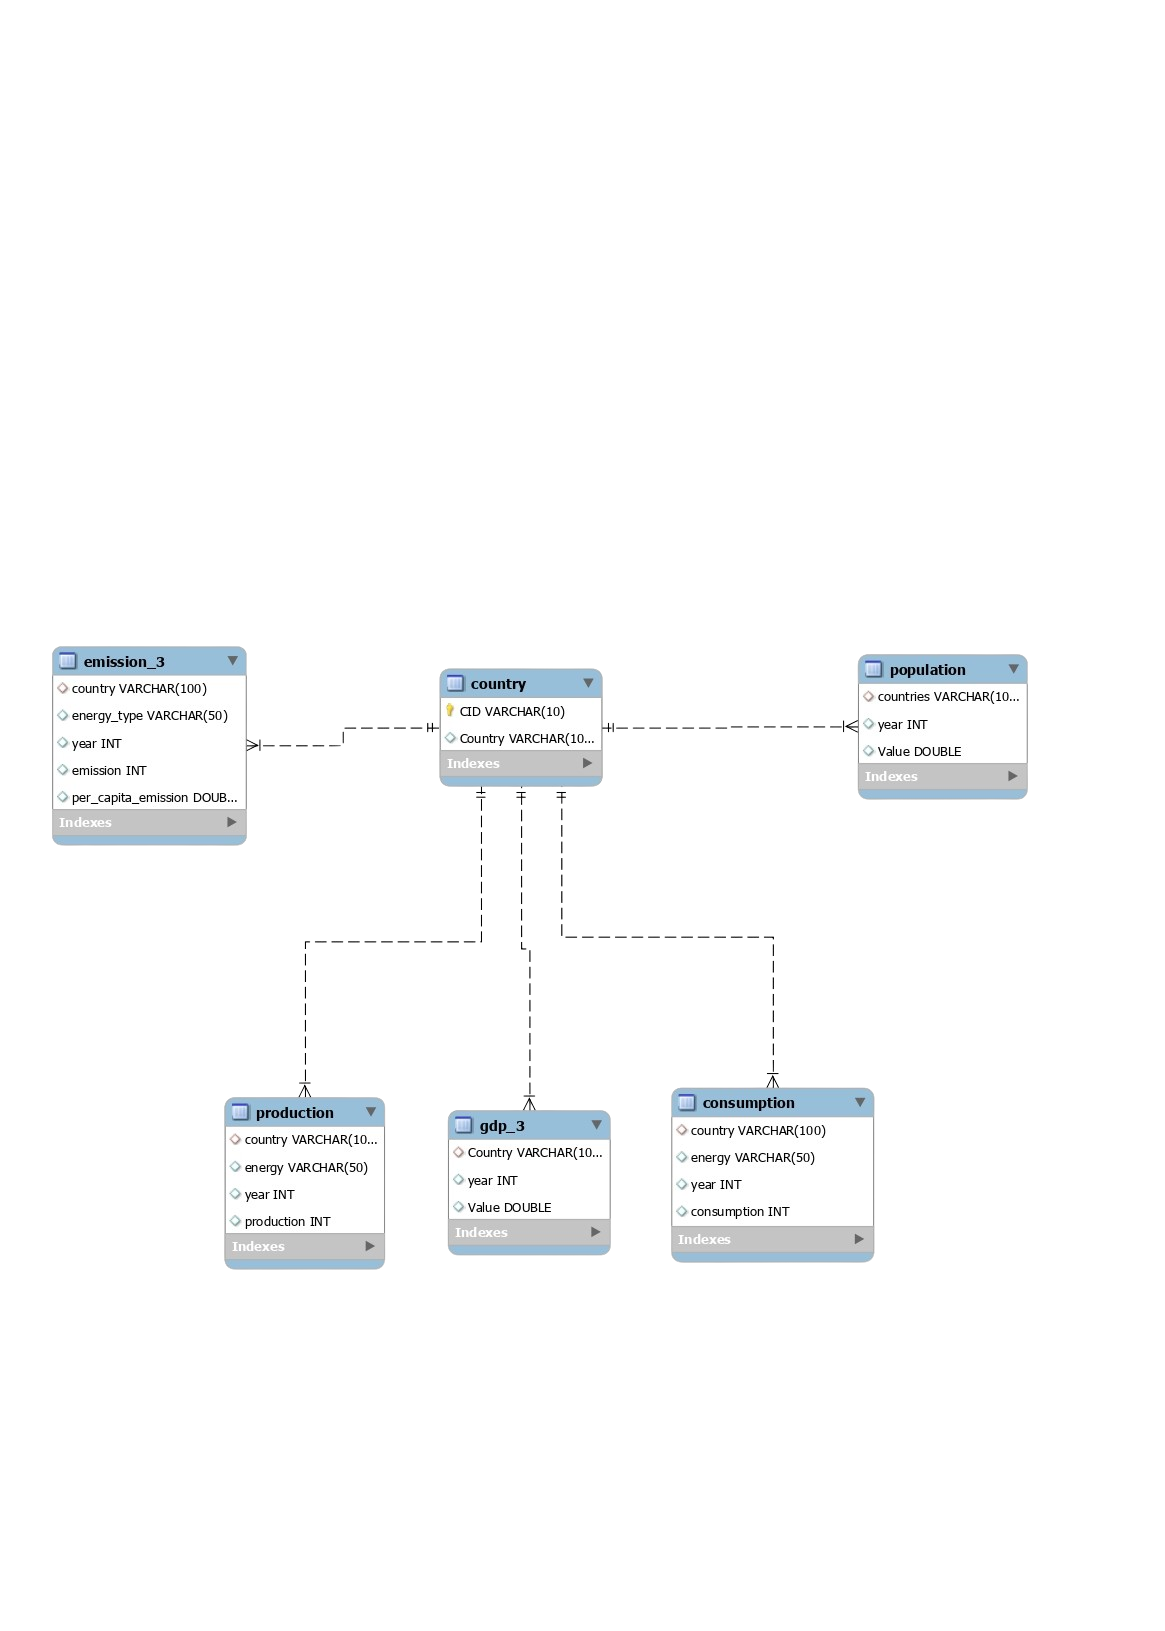 emission_3
country VARCHAR(100)
energy_type VARCHAR(50)
year INT
emission INT
per_capita_emission DOUB...
Indexes
country
CID VARCHAR(10)
Country VARCHAR(10...
Indexes
population
countries VARCHAR(10...
year INT
Value DOUBLE
Indexes
production
country VARCHAR(10...
energy VARCHAR(50)
year INT
production INT
Indexes
gdp_3
Country VARCHAR(10...
year INT
Value DOUBLE
Indexes
consumption
country VARCHAR(100)
energy VARCHAR(50)
year INT
consumption INT
Indexes